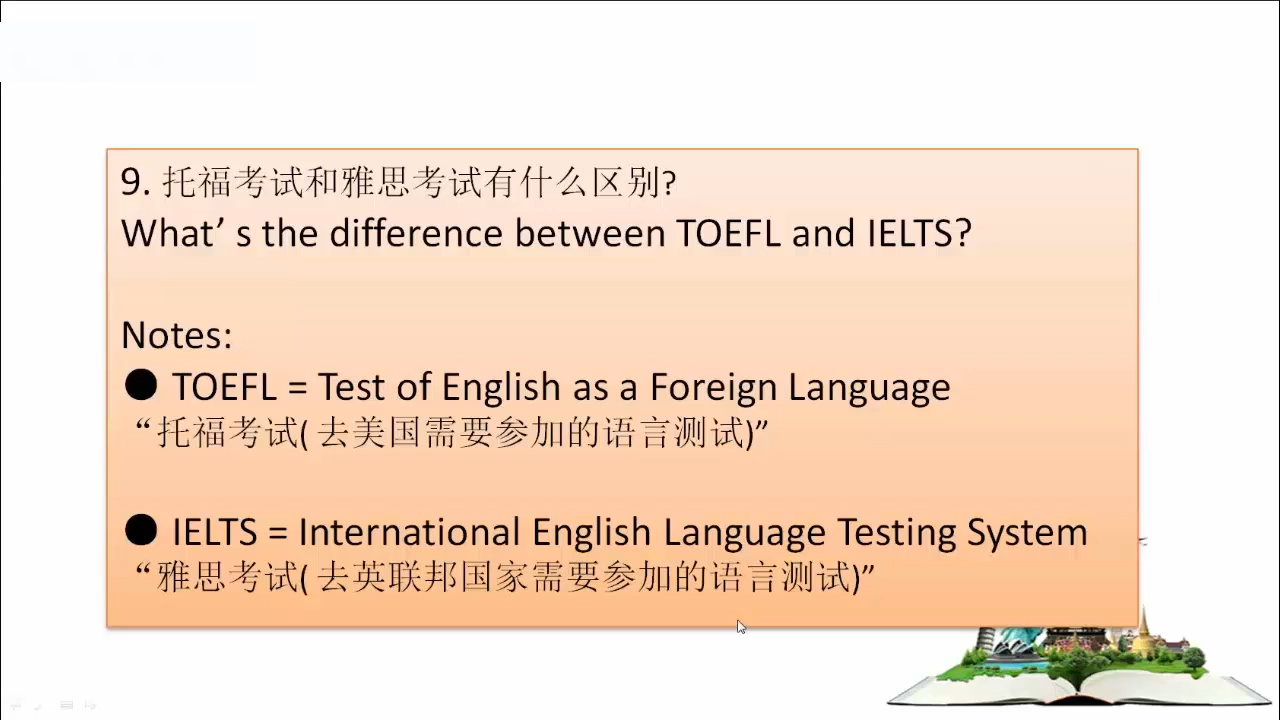 9. 托福考试和雅思考试有什么区别?
What’ s the difference between TOEFL and IELTS?
Notes:
● TOEFL = Test of English as a Foreign Language
“托福考试( 去美国需要参加的语言测试)”
● IELTS = International English Language Testing System
“雅思考试( 去英联邦国家需要参加的语言测试)”